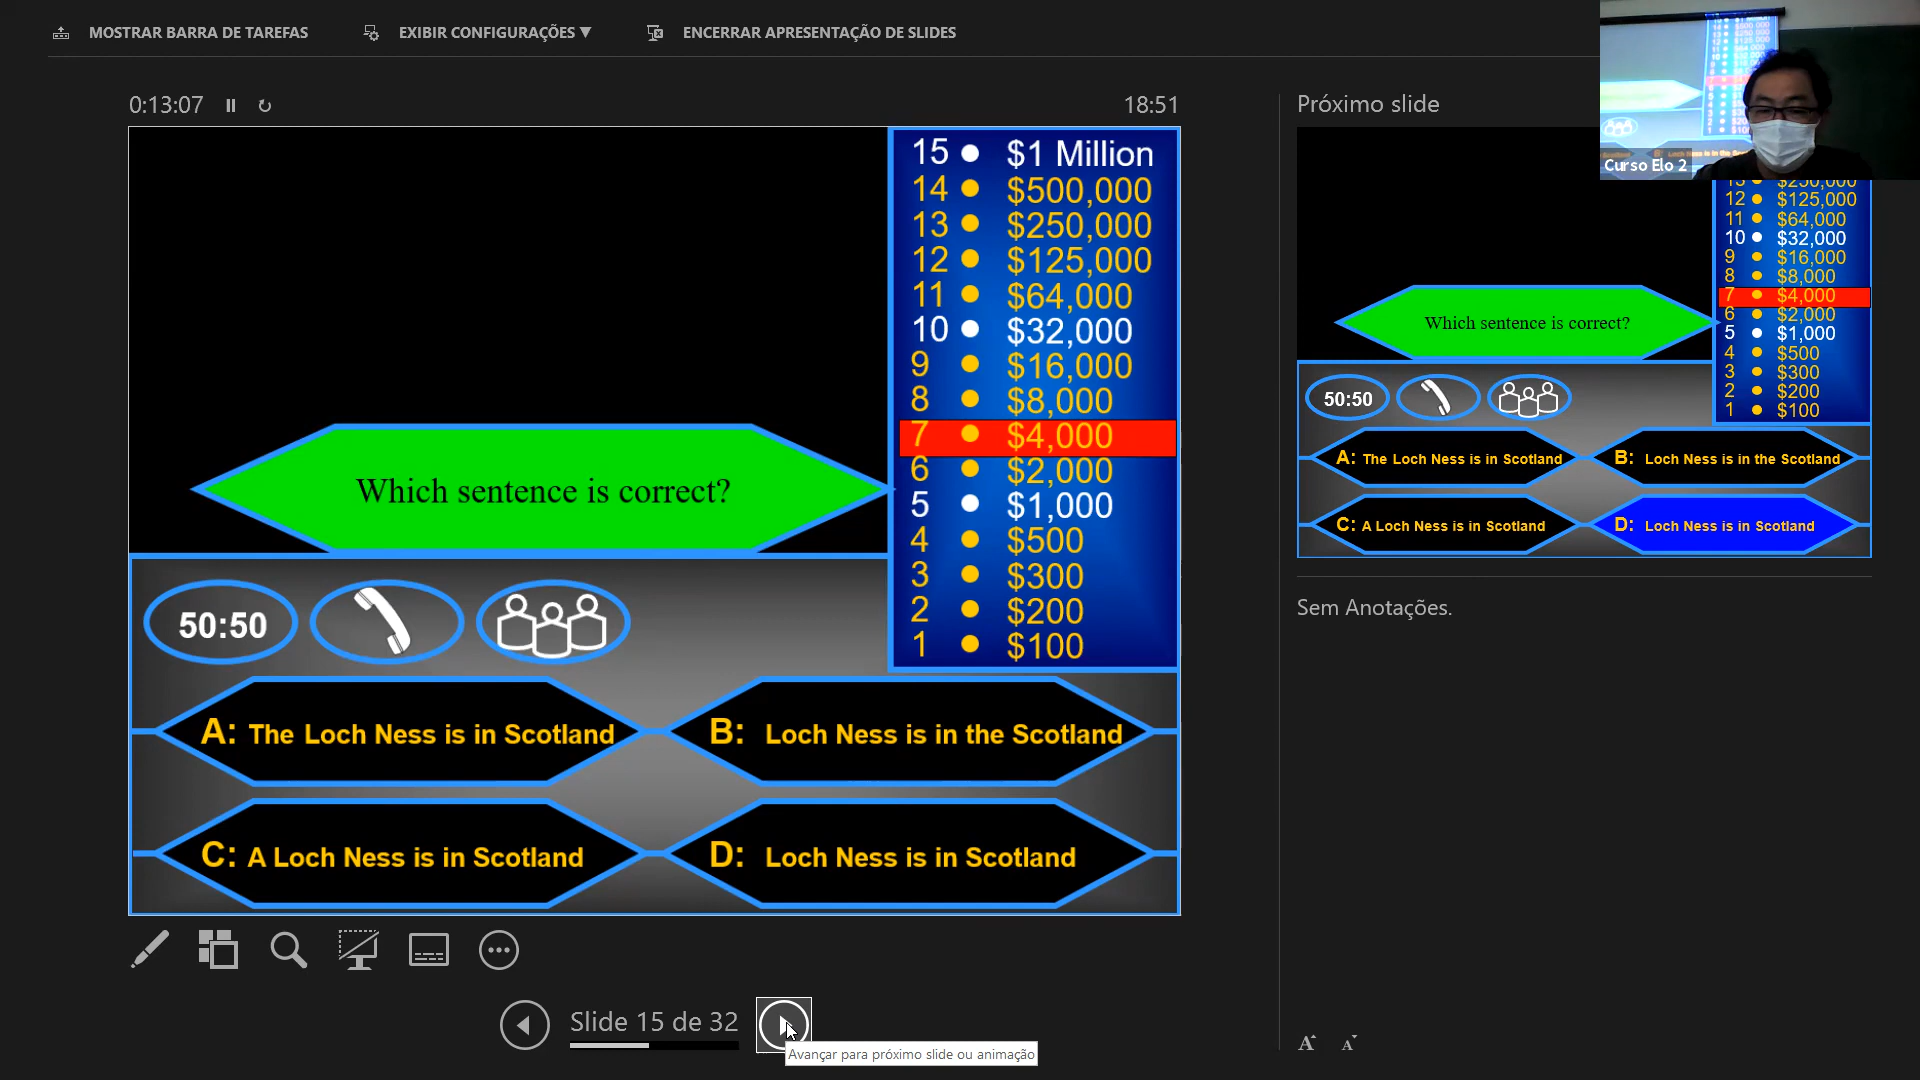 MOSTRAR BARRA DE TAREFAS
EXIBIR CONFIGURAÇÕES ▼
ENCERRAR APRESENTAÇÃO DE SLIDES
0:13:07
18:51
15 • $1 Million
14 • $500,000
13 • $250,000
12 • $125,000
11 • $64,000
10 • $32,000
9 • $16,000
8 • $8,000
7 • $4,000
6 • $2,000
5 • $1,000
4 • $500
3 • $300
2 • $200
1 • $100
Which sentence is correct?
50:50
A: The Loch Ness is in Scotland
B: Loch Ness is in the Scotland
C: A Loch Ness is in Scotland
D: Loch Ness is in Scotland
Slide 15 de 32
Avançar para próximo slide ou animação
Próximo slide
Curso Elo 2
13 • $250,000
12 • $125,000
11 • $64,000
10 • $32,000
9 • $16,000
8 • $8,000
7 • $4,000
6 • $2,000
5 • $1,000
4 • $500
3 • $300
2 • $200
1 • $100
Which sentence is correct?
50:50
A: The Loch Ness is in Scotland
B: Loch Ness is in the Scotland
C: A Loch Ness is in Scotland
D: Loch Ness is in Scotland
Sem Anotações.
A A